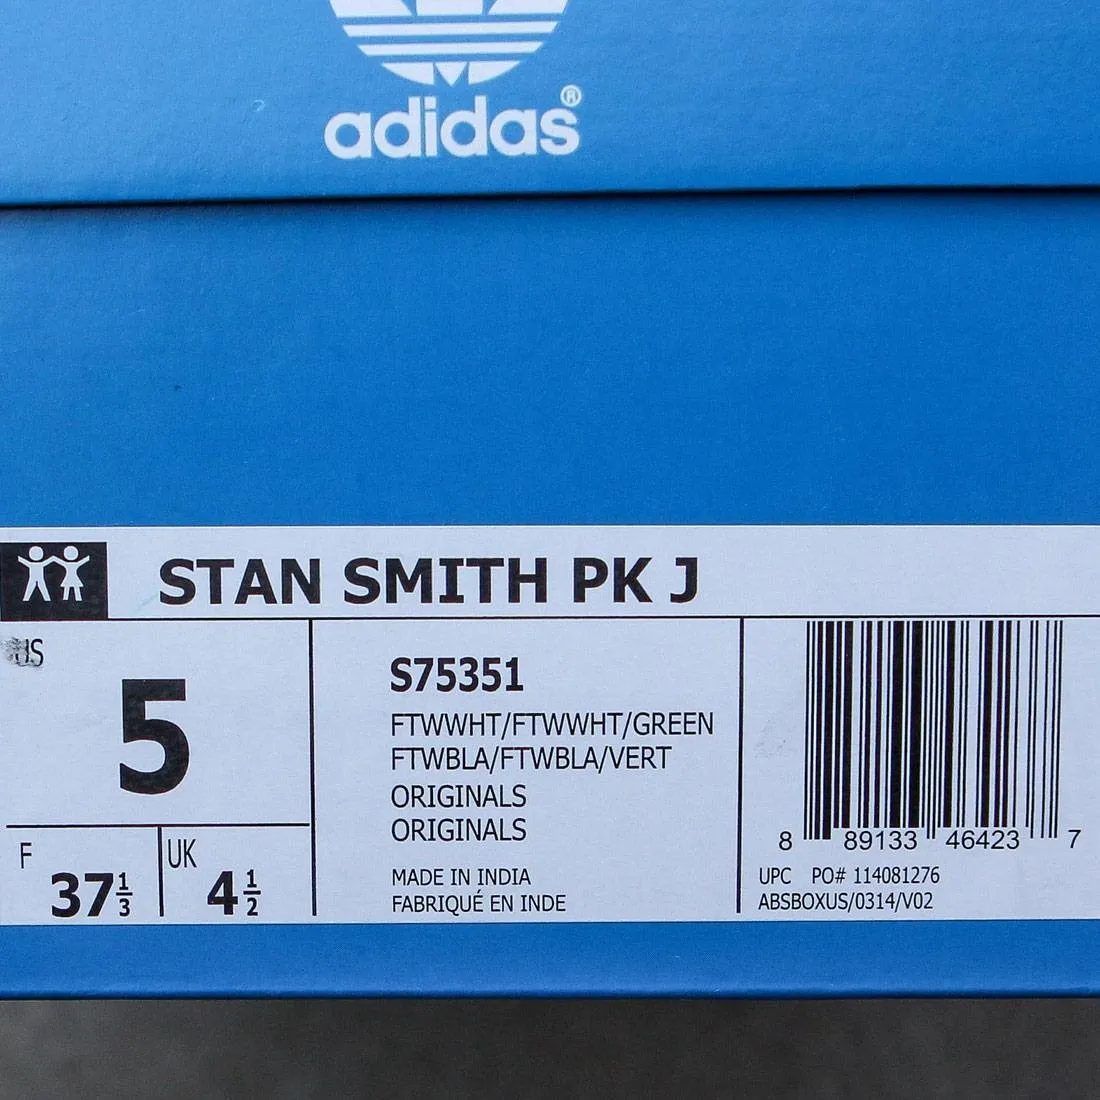 adidas®
STAN SMITH PK J
US
5
F
37 1/3
UK
4 1/2
S75351
FTWWHT/FTWWHT/GREEN
FTWBLA/FTWBLA/VERT
ORIGINALS
ORIGINALS
MADE IN INDIA
FABRIQUÉ EN INDE
8 89133 46423 7
UPC PO# 114081276
ABSBOXUS/0314/V02